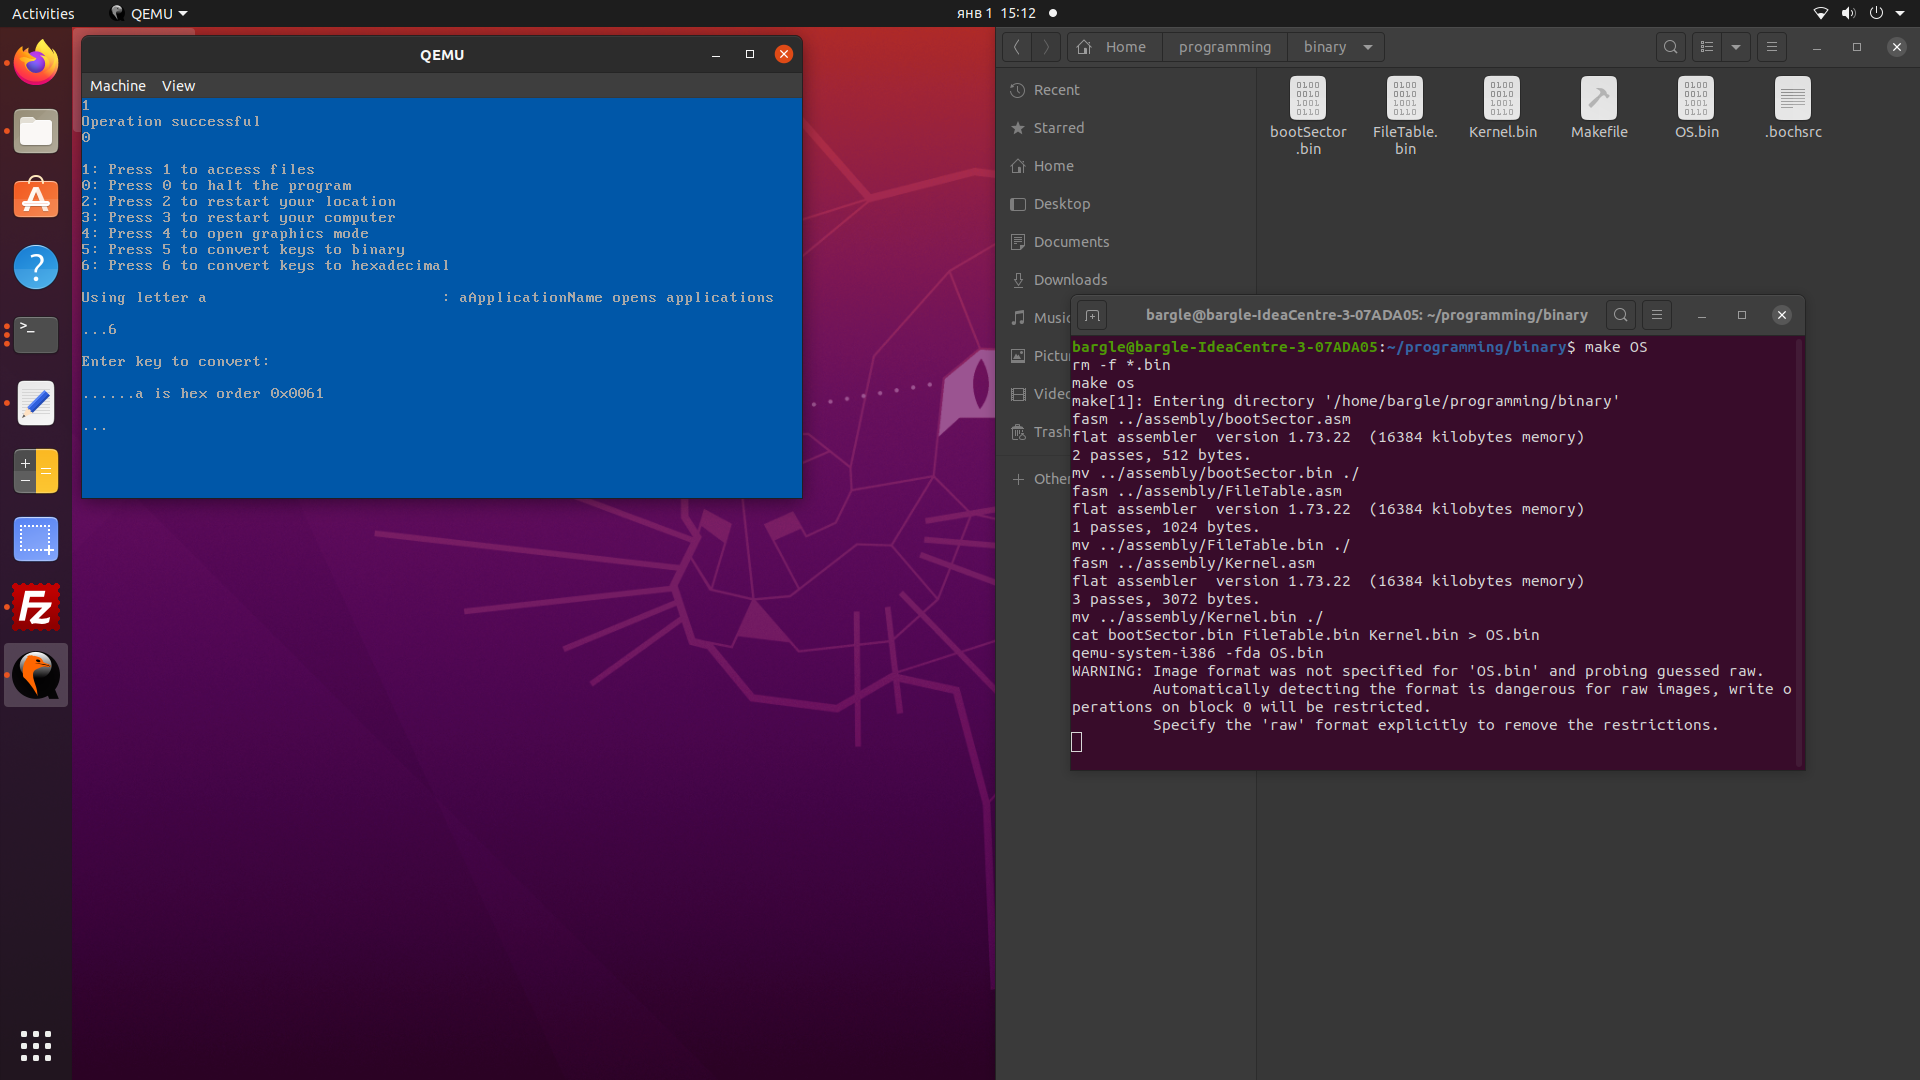 Activities
QEMU
янв 1 15:12
QEMU
Machine View
1
Operation successful
0
1: Press 1 to access files
0: Press 0 to halt the program
2: Press 2 to restart your location
3: Press 3 to restart your computer
4: Press 4 to open graphics mode
5: Press 5 to convert keys to binary
6: Press 6 to convert keys to hexadecimal
Using letter a : aApplicationName opens applications
...6
Enter key to convert:
......a is hex order 0x0061
...
Home programming binary
Recent
Starred
Home
Desktop
Documents
Downloads
Music
Pictu
Video
Trash
Other
bootSector
.bin
FileTable.
bin
Kernel.bin
Makefile
OS.bin
.bochsrc
bargle@bargle-IdeaCentre-3-07ADA05: ~/programming/binary
bargle@bargle-IdeaCentre-3-07ADA05:~/programming/binary$ make OS
rm -f *.bin
make os
make[1]: Entering directory '/home/bargle/programming/binary'
fasm ../assembly/bootSector.asm
flat assembler  version 1.73.22  (16384 kilobytes memory)
2 passes, 512 bytes.
mv ../assembly/bootSector.bin ./
fasm ../assembly/FileTable.asm
flat assembler  version 1.73.22  (16384 kilobytes memory)
1 passes, 1024 bytes.
mv ../assembly/FileTable.bin ./
fasm ../assembly/Kernel.asm
flat assembler  version 1.73.22  (16384 kilobytes memory)
3 passes, 3072 bytes.
mv ../assembly/Kernel.bin ./
cat bootSector.bin FileTable.bin Kernel.bin > OS.bin
qemu-system-i386 -fda OS.bin
WARNING: Image format was not specified for 'OS.bin' and probing guessed raw.
Automatically detecting the format is dangerous for raw images, write o
perations on block 0 will be restricted.
Specify the 'raw' format explicitly to remove the restrictions.